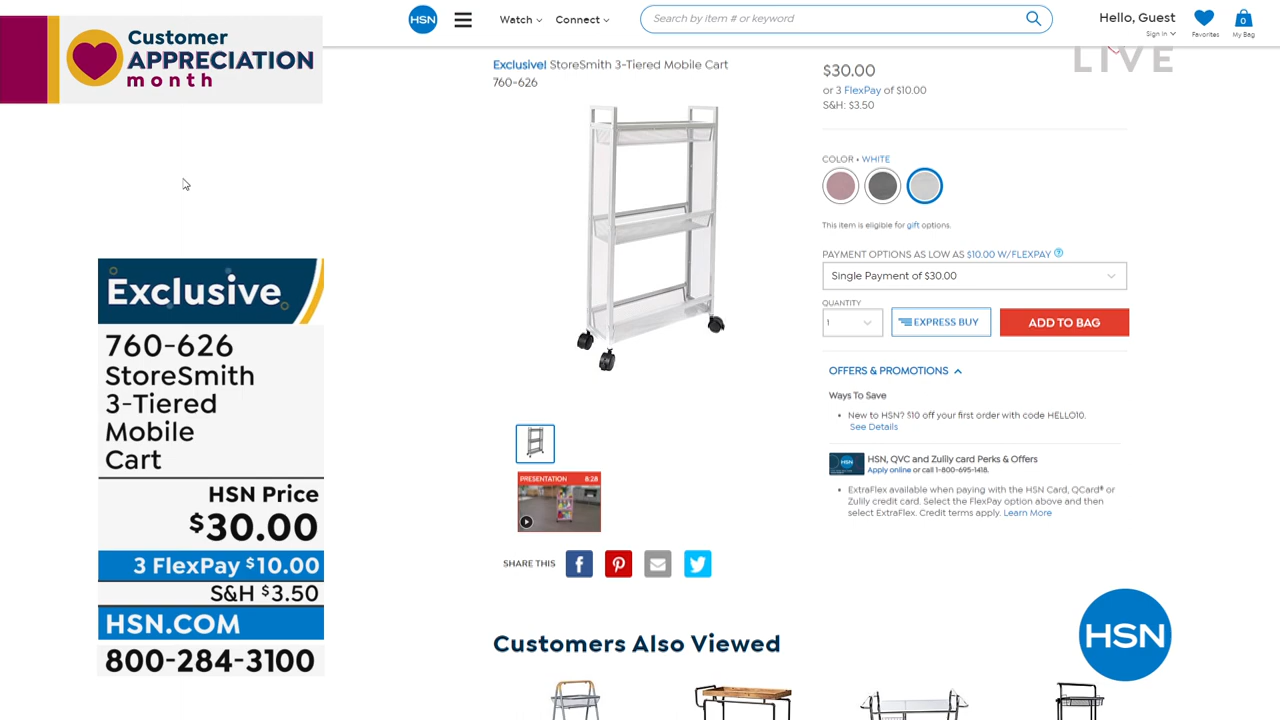 Customer
APPRECIATION
month
HSN
Watch
Connect
Search by item # or keyword
Hello, Guest
Sign In
Favorites
0
My Bag
LIVE
Exclusive! StoreSmith 3-Tiered Mobile Cart
760-626
$30.00
or 3 FlexPay of $10.00
S&H: $3.50
COLOR • WHITE
This item is eligible for gift options.
PAYMENT OPTIONS AS LOW AS $10.00 W/FLEXPAY ?
Single Payment of $30.00
QUANTITY
1
EXPRESS BUY
ADD TO BAG
OFFERS & PROMOTIONS
Ways To Save
• New to HSN? $10 off your first order with code HELLO10.
See Details
HSN, QVC and Zulily card Perks & Offers
Apply online or call 1-800-695-1418.
• ExtraFlex available when paying with the HSN Card, QCard® or
Zulily credit card. Select the FlexPay option above and then
select ExtraFlex. Credit terms apply. Learn More
PRESENTATION 8:28
SHARE THIS
Customers Also Viewed
Exclusive
760-626
StoreSmith
3-Tiered
Mobile
Cart
HSN Price
$30.00
3 FlexPay $10.00
S&H $3.50
HSN.COM
800-284-3100
HSN